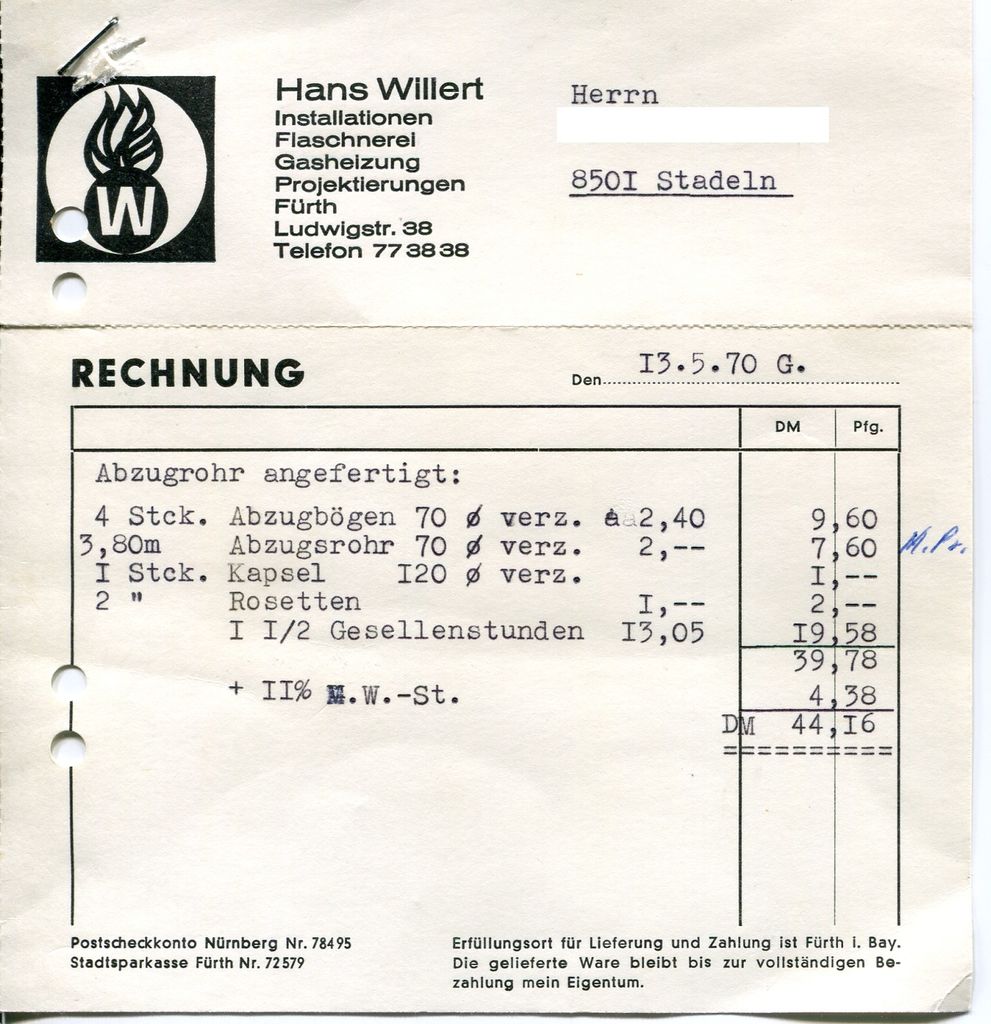 W
Hans Willert
Installationen
Flaschnerei
Gasheizung
Projektierungen
Fürth
Ludwigstr. 38
Telefon 77 38 38
Herrn
850I Stadeln
RECHNUNG
Den I3.5.70 G.
DM Pfg.
Abzugrohr angefertigt:
4 Stck. Abzugbögen 70 ø verz. a 2,40 9,60
3,80m Abzugsrohr 70 ø verz. 2,-- 7,60
I Stck. Kapsel I20 ø verz. I,--
2 " Rosetten I,-- 2,--
I I/2 Gesellenstunden I3,05 I9,58
39,78
+ II% M.W.-St. 4,38
DM 44,I6
==========
Postscheckkonto Nürnberg Nr. 78495
Stadtsparkasse Fürth Nr. 72579
Erfüllungsort für Lieferung und Zahlung ist Fürth i. Bay.
Die gelieferte Ware bleibt bis zur vollständigen Be-
zahlung mein Eigentum.